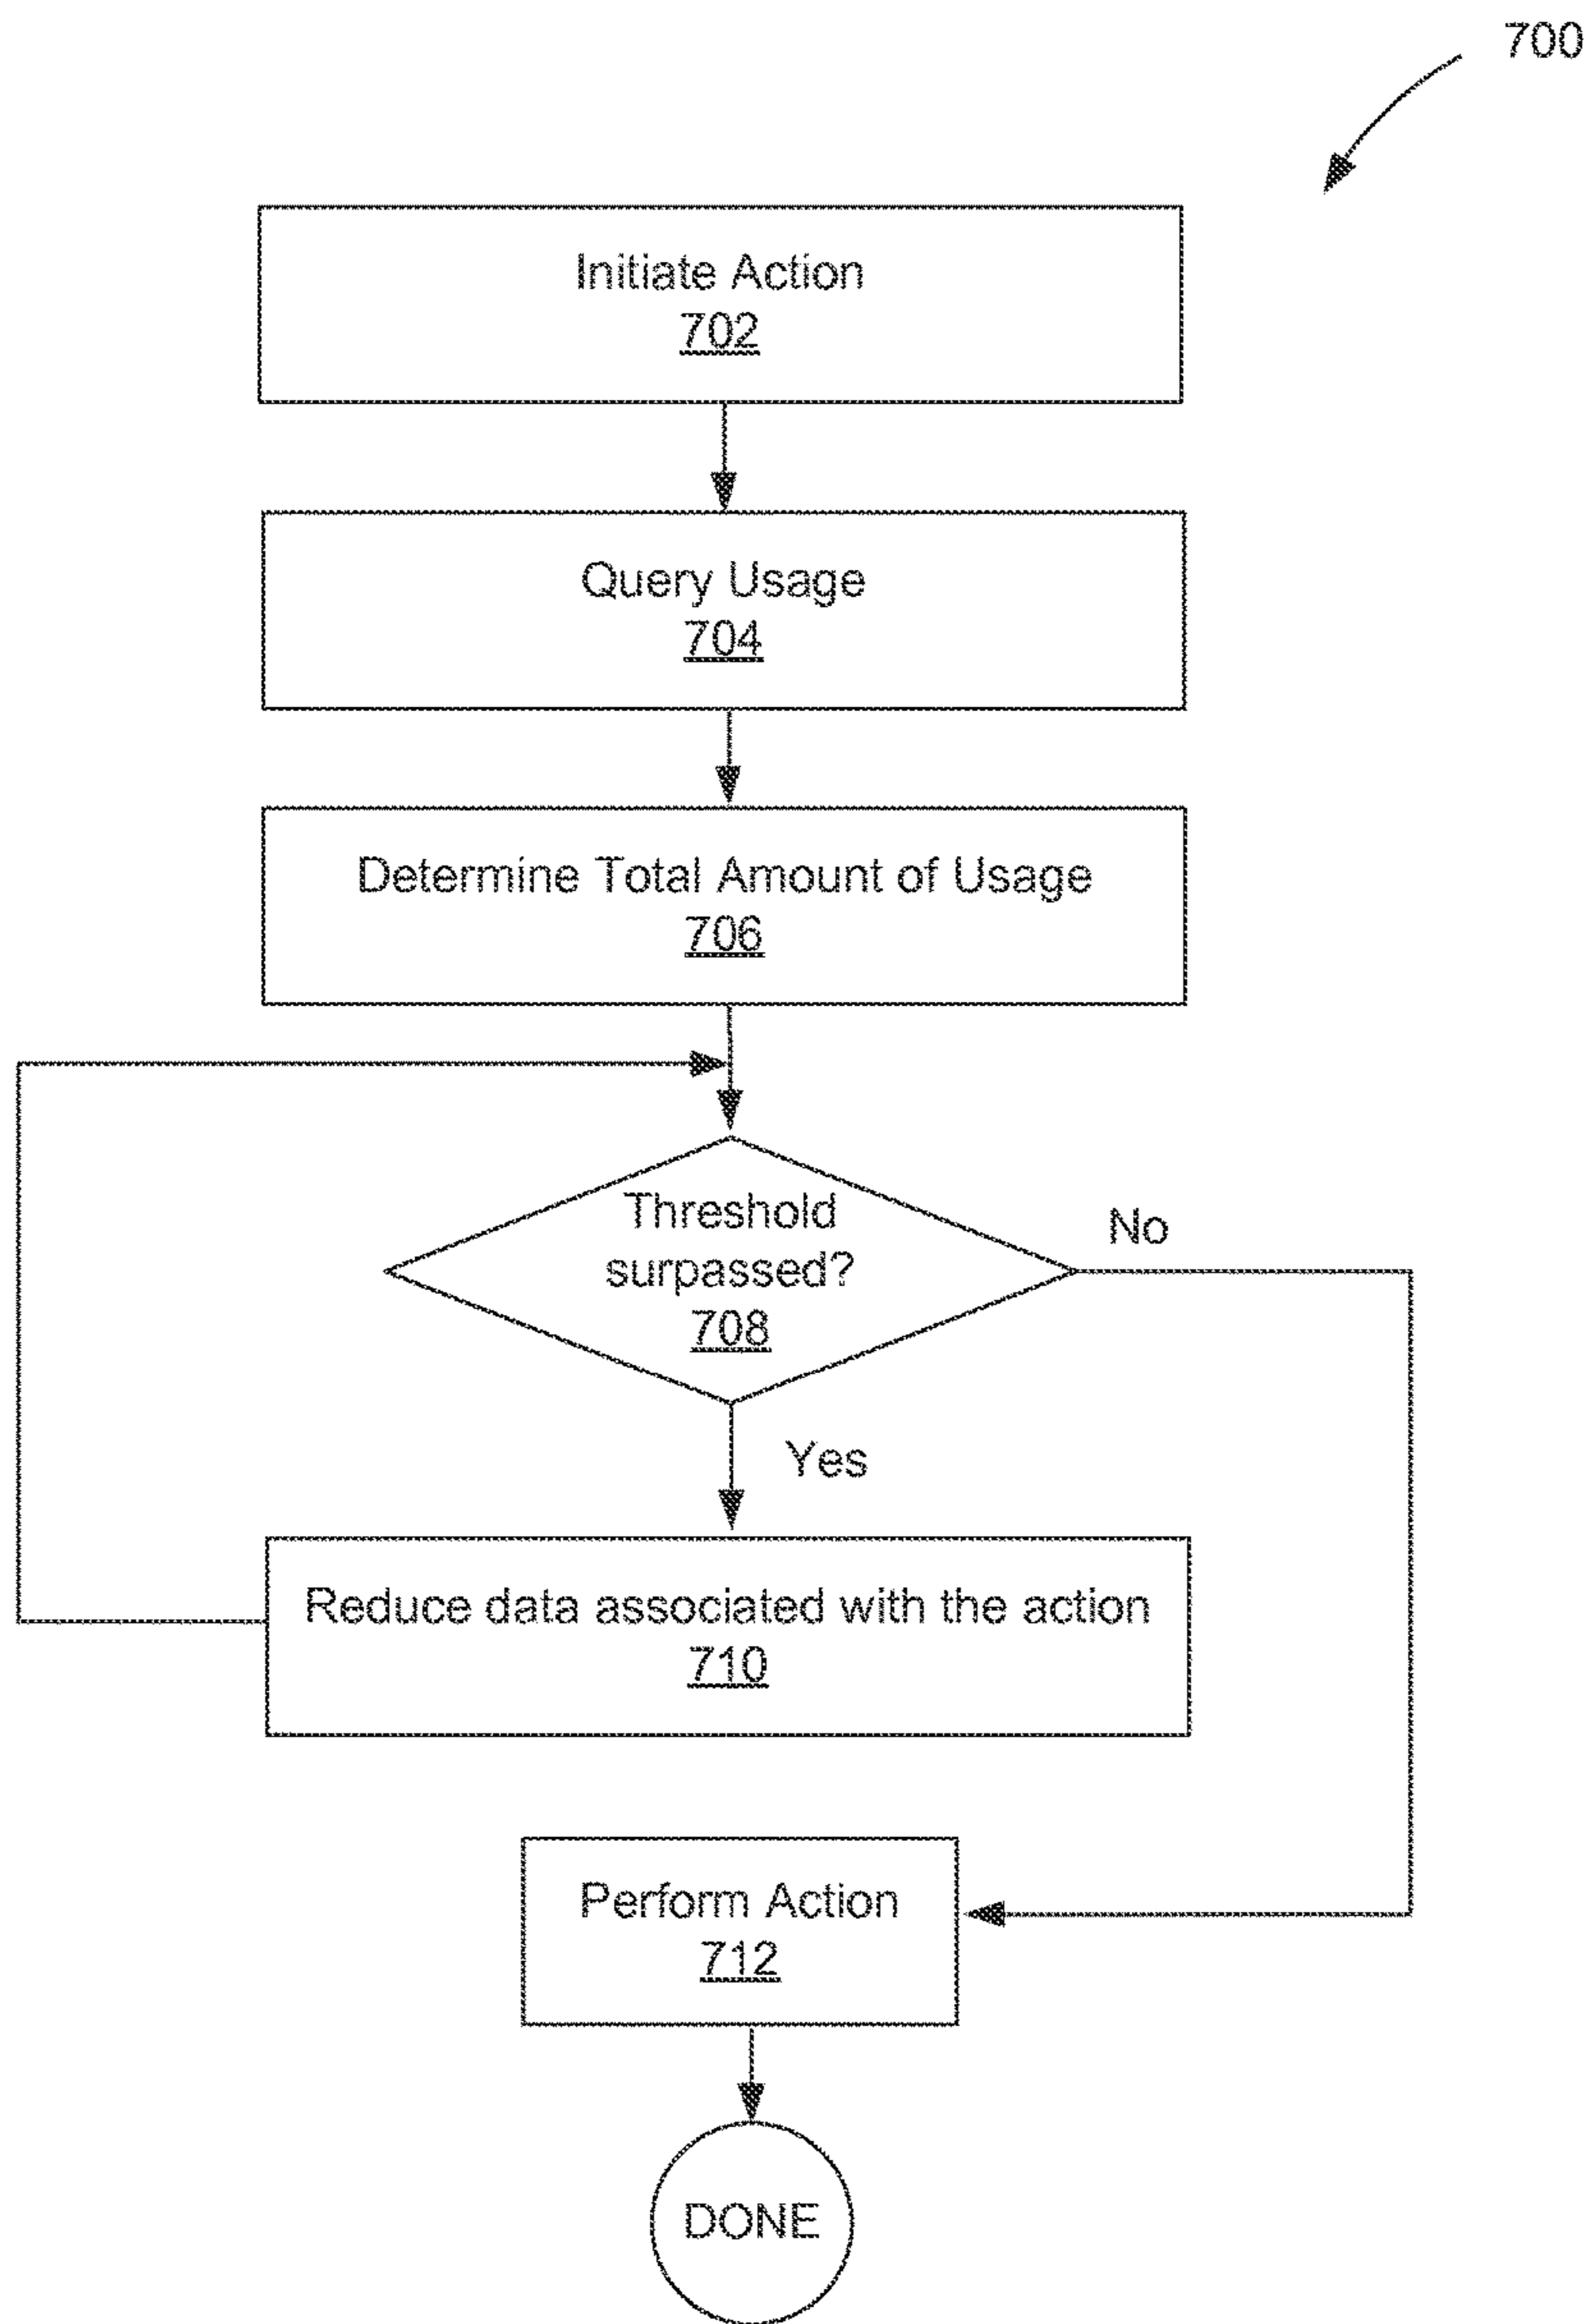 700
Initiate Action
702
Query Usage
704
Determine Total Amount of Usage
706
Threshold
surpassed?
708
No
Yes
Reduce data associated with the action
710
Perform Action
712
DONE